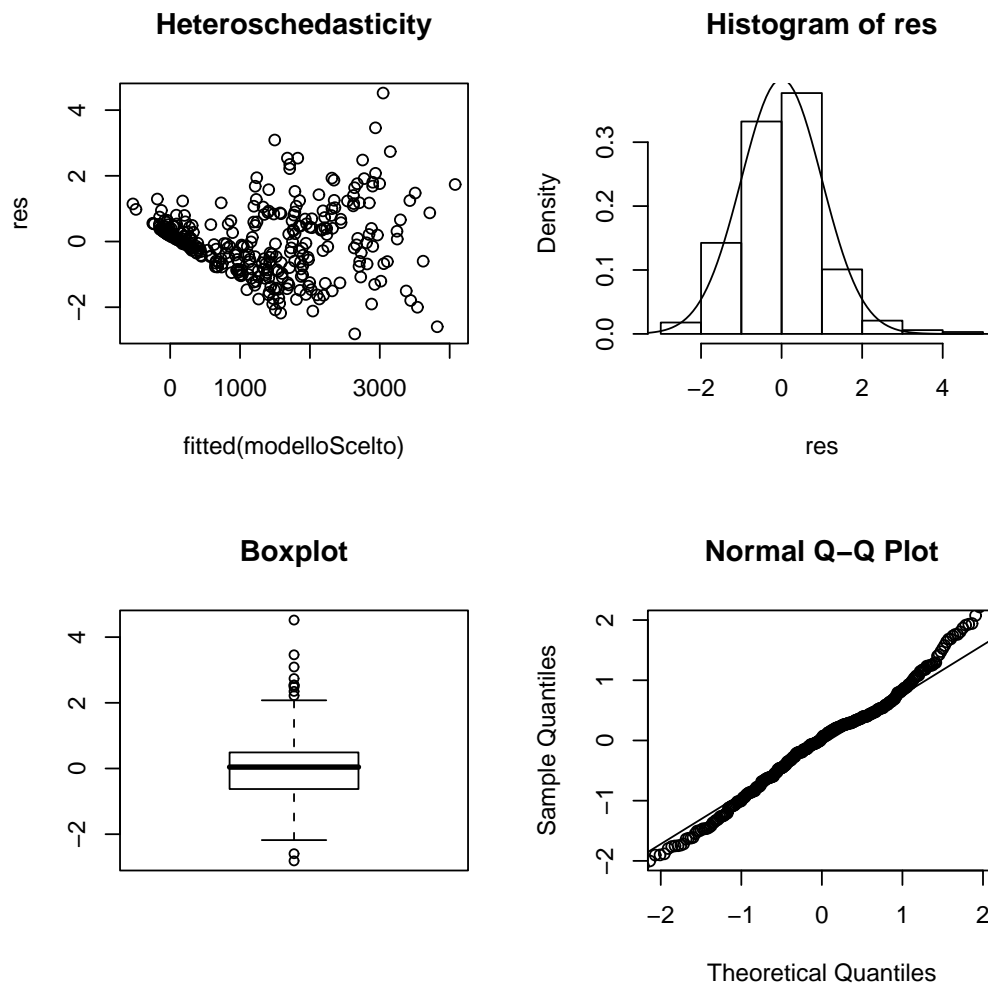 Heteroschedasticity
res
4
2
0
−2
0 1000 3000
fitted(modelloScelto)
Histogram of res
Density
0.3
0.2
0.1
0.0
−2 0 2 4
res
Boxplot
4
2
0
−2
Normal Q−Q Plot
Sample Quantiles
2
1
0
−1
−2
−2 −1 0 1 2
Theoretical Quantiles